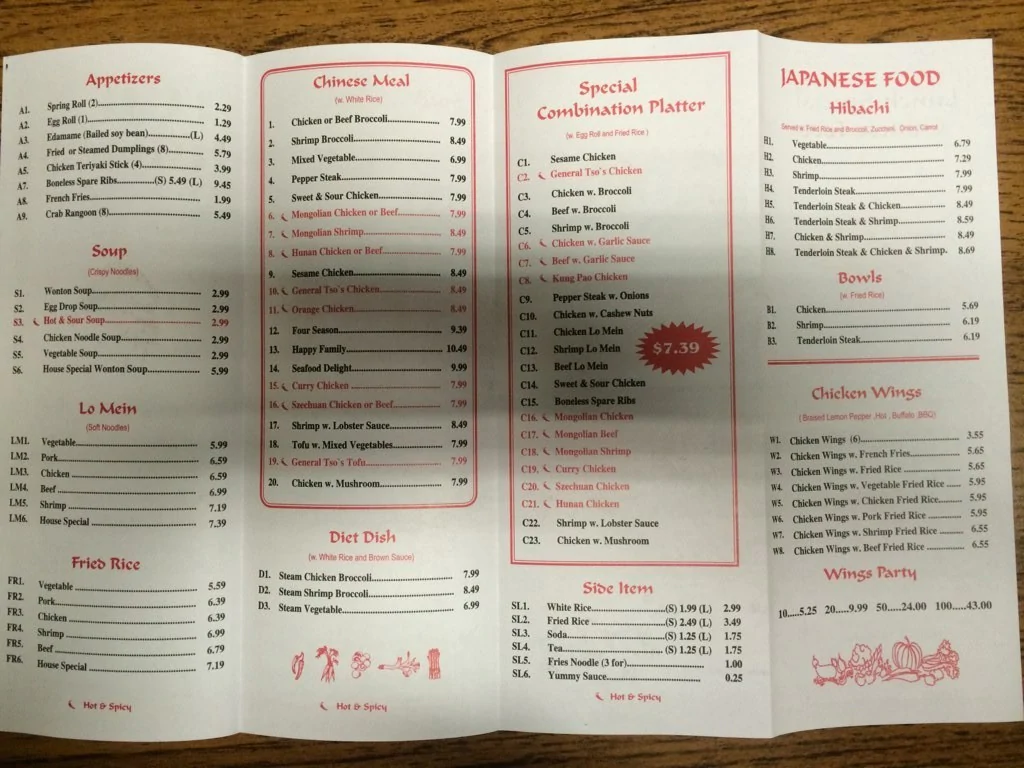 Appetizers
A1. Spring Roll (2) 2.29
A2. Egg Roll (1) 1.29
A3. Edamame (Bailed soy bean) (L) 4.49
A4. Fried or Steamed Dumplings (8) 5.79
A5. Chicken Teriyaki Stick (4) 3.99
A7. Boneless Spare Ribs (S) 5.49 (L) 9.45
A8. French Fries 1.99
A9. Crab Rangoon (8) 5.49
Soup
(Crispy Noodles)
S1. Wonton Soup 2.99
S2. Egg Drop Soup 2.99
S3. Hot & Sour Soup 2.99
S4. Chicken Noodle Soup 2.99
S5. Vegetable Soup 2.99
S6. House Special Wonton Soup 5.99
Lo Mein
(Soft Noodles)
LM1. Vegetable 5.99
LM2. Pork 6.59
LM3. Chicken 6.59
LM4. Beef 6.99
LM5. Shrimp 7.19
LM6. House Special 7.39
Fried Rice
FR1. Vegetable 5.59
FR2. Pork 6.39
FR3. Chicken 6.39
FR4. Shrimp 6.99
FR5. Beef 6.79
FR6. House Special 7.19
Hot & Spicy
Chinese Meal
(w. White Rice)
1. Chicken or Beef Broccoli 7.99
2. Shrimp Broccoli 8.49
3. Mixed Vegetable 6.99
4. Pepper Steak 7.99
5. Sweet & Sour Chicken 7.99
6. Mongolian Chicken or Beef 7.99
7. Mongolian Shrimp 8.49
8. Hunan Chicken or Beef 7.99
9. Sesame Chicken 8.49
10. General Tso's Chicken 8.49
11. Orange Chicken 8.49
12. Four Season 9.39
13. Happy Family 10.49
14. Seafood Delight 9.99
15. Curry Chicken 7.99
16. Szechuan Chicken or Beef 7.99
17. Shrimp w. Lobster Sauce 8.49
18. Tofu w. Mixed Vegetables 7.99
19. General Tso's Tofu 7.99
20. Chicken w. Mushroom 7.99
Diet Dish
(w. White Rice and Brown Sauce)
D1. Steam Chicken Broccoli 7.99
D2. Steam Shrimp Broccoli 8.49
D3. Steam Vegetable 6.99
Hot & Spicy
Special
Combination Platter
(w. Egg Roll and Fried Rice )
C1. Sesame Chicken
C2. General Tso's Chicken
C3. Chicken w. Broccoli
C4. Beef w. Broccoli
C5. Shrimp w. Broccoli
C6. Chicken w. Garlic Sauce
C7. Beef w. Garlic Sauce
C8. Kung Pao Chicken
C9. Pepper Steak w. Onions
C10. Chicken w. Cashew Nuts
C11. Chicken Lo Mein
C12. Shrimp Lo Mein
$7.39
C13. Beef Lo Mein
C14. Sweet & Sour Chicken
C15. Boneless Spare Ribs
C16. Mongolian Chicken
C17. Mongolian Beef
C18. Mongolian Shrimp
C19. Curry Chicken
C20. Szechuan Chicken
C21. Hunan Chicken
C22. Shrimp w. Lobster Sauce
C23. Chicken w. Mushroom
Side Item
SL1. White Rice (S) 1.99 (L) 2.99
SL2. Fried Rice (S) 2.49 (L) 3.49
SL3. Soda (S) 1.25 (L) 1.75
SL4. Tea (S) 1.25 (L) 1.75
SL5. Fries Noodle (3 for) 1.00
SL6. Yummy Sauce 0.25
Hot & Spicy
JAPANESE FOOD
Hibachi
Served w. Fried Rice and Broccoli, Zucchini, Onion, Carrot
H1. Vegetable 6.79
H2. Chicken 7.29
H3. Shrimp 7.99
H4. Tenderloin Steak 7.99
H5. Tenderloin Steak & Chicken 8.49
H6. Tenderloin Steak & Shrimp 8.59
H7. Chicken & Shrimp 8.49
H8. Tenderloin Steak & Chicken & Shrimp. 8.69
Bowls
(w. Fried Rice)
B1. Chicken 5.69
B2. Shrimp 6.19
B3. Tenderloin Steak 6.19
Chicken Wings
( Braised Lemon Pepper ,Hot , Buffalo ,BBQ)
W1. Chicken Wings (6) 3.55
W2. Chicken Wings w. French Fries 5.65
W3. Chicken Wings w. Fried Rice 5.65
W4. Chicken Wings w. Vegetable Fried Rice 5.95
W5. Chicken Wings w. Chicken Fried Rice 5.95
W6. Chicken Wings w. Pork Fried Rice 5.95
W7. Chicken Wings w. Shrimp Fried Rice 6.55
W8. Chicken Wings w. Beef Fried Rice 6.55
Wings Party
10.....5.25 20...9.99 50.....24.00 100.....43.00